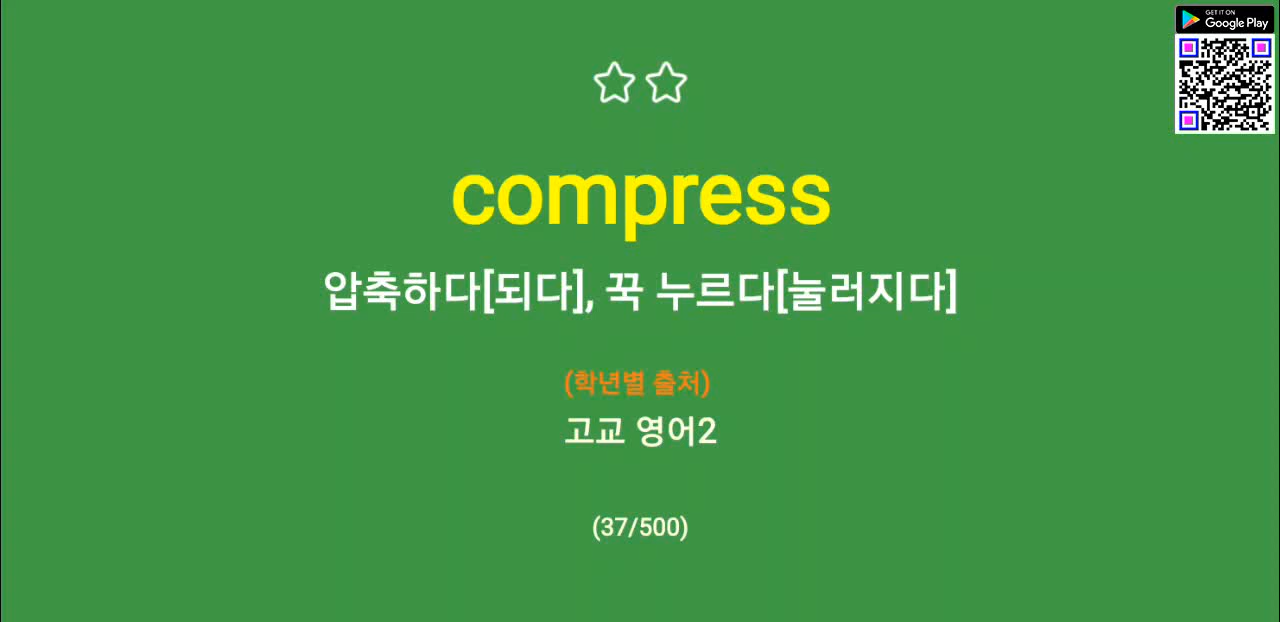 GET IT ON
Google Play
compress
압축하다[되다], 꾹 누르다[눌러지다]
(학년별 출처)
고교 영어2
(37/500)